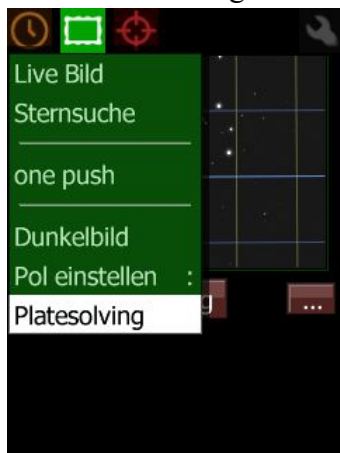 Live Bild
Sternsuche
one push
Dunkelbild
Pol einstellen :
Platesolving
g
...